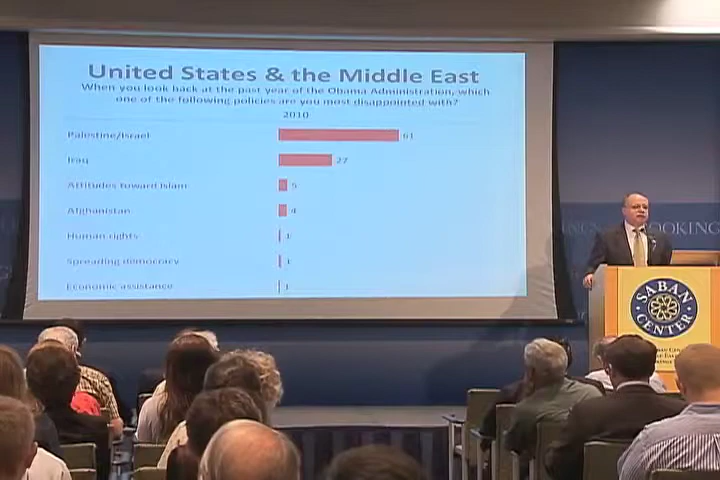 United States & the Middle East
When you look back at the past year of the Obama Administration, which
one of the following policies are you most disappointed with?
2010
Palestine/Israel 61
Iraq 27
Attitudes toward Islam 5
Afghanistan 4
Human rights 1
Spreading democracy 1
Economic assistance 1
OOKING
SABAN
CENTER